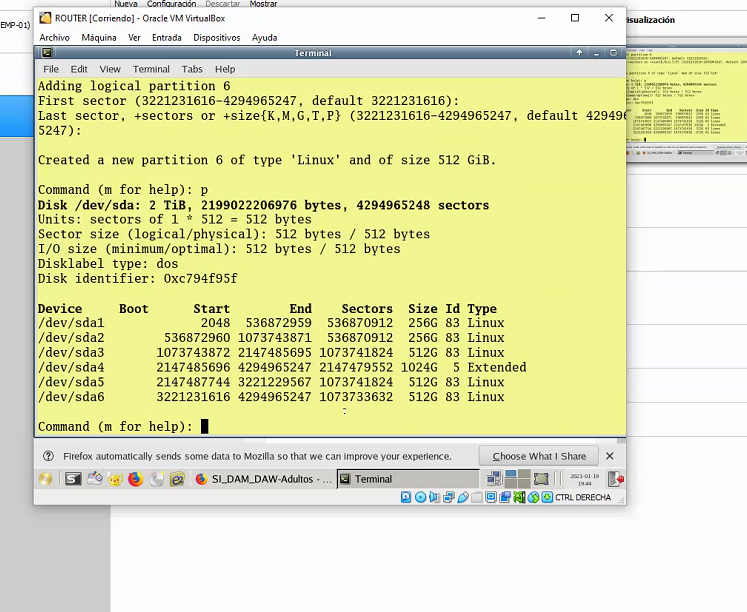 Nueva Configuración Descartar Mostrar
EMP-01)
ROUTER [Corriendo] - Oracle VM VirtualBox
Archivo Máquina Ver Entrada Dispositivos Ayuda
Terminal
File Edit View Terminal Tabs Help
Adding logical partition 6
First sector (3221231616-4294965247, default 3221231616):
Last sector, +sectors or +size{K,M,G,T,P} (3221231616-4294965247, default 429496
5247):
Created a new partition 6 of type 'Linux' and of size 512 GiB.
Command (m for help): p
Disk /dev/sda: 2 TiB, 2199022206976 bytes, 4294965248 sectors
Units: sectors of 1 * 512 = 512 bytes
Sector size (logical/physical): 512 bytes / 512 bytes
I/O size (minimum/optimal): 512 bytes / 512 bytes
Disklabel type: dos
Disk identifier: 0xc794f95f
Device Boot Start End Sectors Size Id Type
/dev/sda1 2048 536872959 536870912 256G 83 Linux
/dev/sda2 536872960 1073743871 536870912 256G 83 Linux
/dev/sda3 1073743872 2147485695 1073741824 512G 83 Linux
/dev/sda4 2147485696 4294965247 2147479552 1024G 5 Extended
/dev/sda5 2147487744 3221229567 1073741824 512G 83 Linux
/dev/sda6 3221231616 4294965247 1073733632 512G 83 Linux
Command (m for help):
Firefox automatically sends some data to Mozilla so that we can improve your experience.
Choose What I Share
SI_DAM_DAW-Adultos - ...
Terminal
2021-01-19
19:44
CTRL DERECHA
isualización